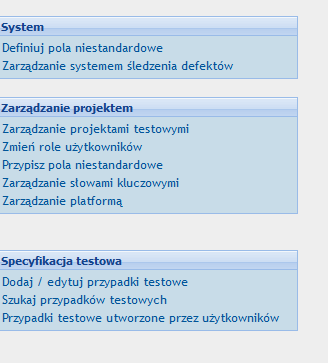 System
Definiuj pola niestandardowe
Zarządzanie systemem śledzenia defektów
Zarządzanie projektem
Zarządzanie projektami testowymi
Zmień role użytkowników
Przypisz pola niestandardowe
Zarządzanie słowami kluczowymi
Zarządzanie platformą
Specyfikacja testowa
Dodaj / edytuj przypadki testowe
Szukaj przypadków testowych
Przypadki testowe utworzone przez użytkowników